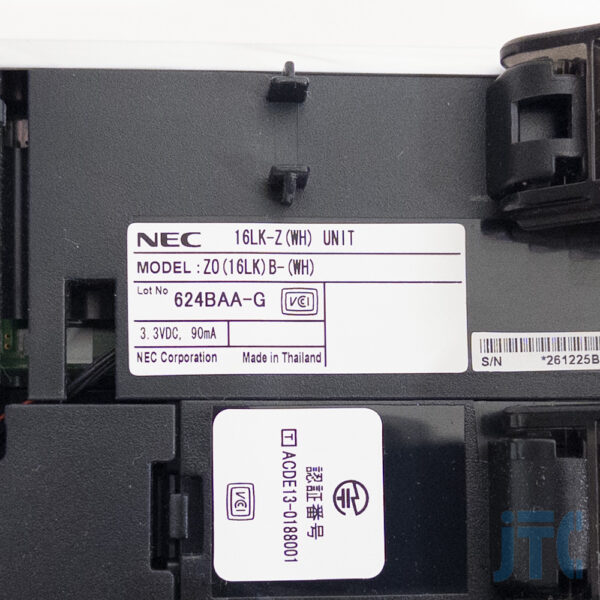 NEC 16LK-Z(WH) UNIT
MODEL : Z0(16LK)B-(WH)
Lot No 624BAA-G VCI
3.3VDC, 90mA
NEC Corporation Made in Thailand
S/N *261225B
認証番号
T ACDE13-0188001
VCI
JTC